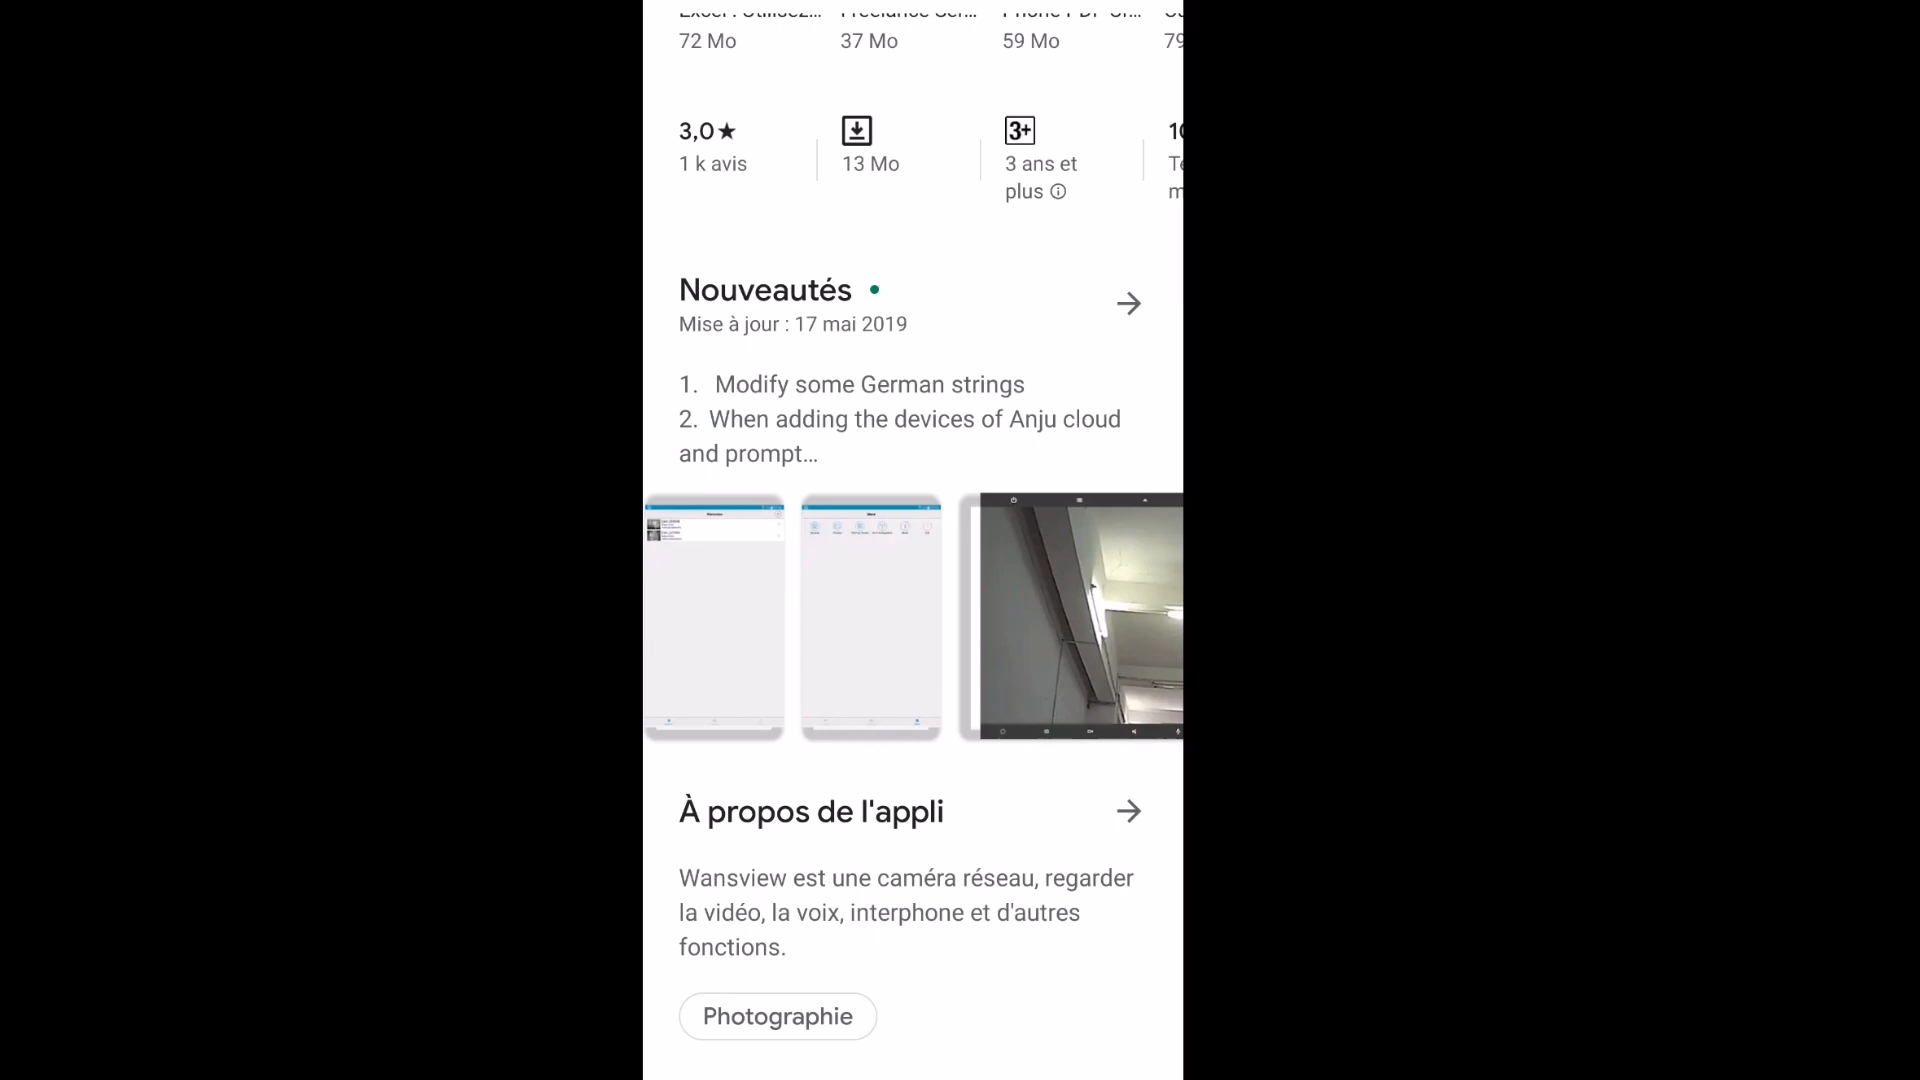 72 Mo
37 Mo
59 Mo
79
3,0★
1 k avis
13 Mo
3+
3 ans et
plus
Nouveautés
Mise à jour : 17 mai 2019
1. Modify some German strings
2. When adding the devices of Anju cloud
and prompt…
À propos de l'appli
Wansview est une caméra réseau, regarder
la vidéo, la voix, interphone et d'autres
fonctions.
Photographie